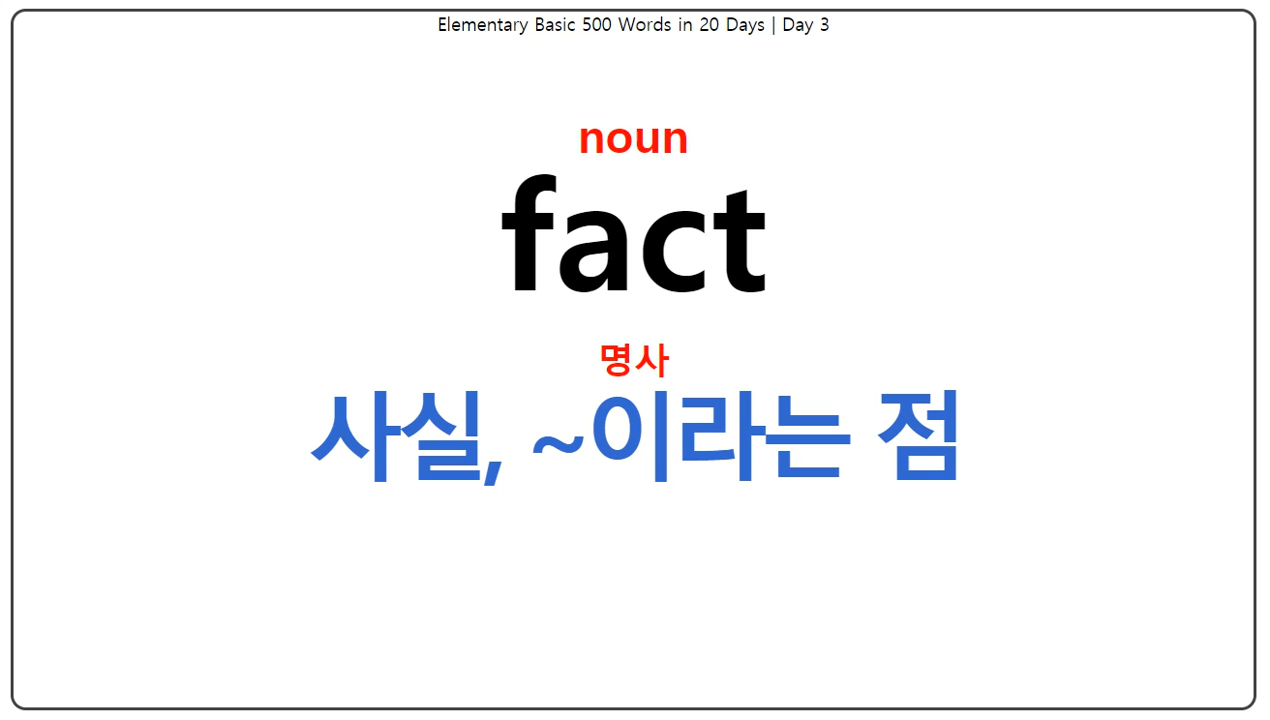 Elementary Basic 500 Words in 20 Days | Day 3
noun
fact
명사
사실, ~이라는 점